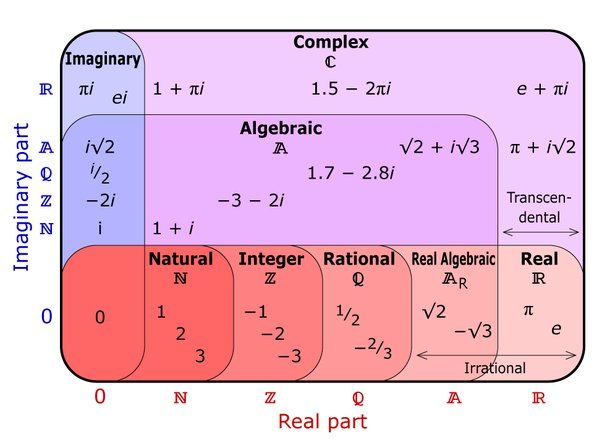 Complex
Imaginary ℂ
ℝ πi ei 1 + πi 1.5 − 2πi e + πi
Algebraic
𝔸 i√2 𝔸 √2 + i√3 π + i√2
ℚ i/2 1.7 − 2.8i
ℤ −2i −3 − 2i Transcen-
dental
ℕ i 1 + i
Imaginary part
Natural Integer Rational Real Algebraic Real
ℕ ℤ ℚ 𝔸R ℝ
0 0 1 −1 1/2 √2 π
2 −2 −√3 e
3 −3 −2/3
Irrational
0 ℕ ℤ ℚ 𝔸 ℝ
Real part